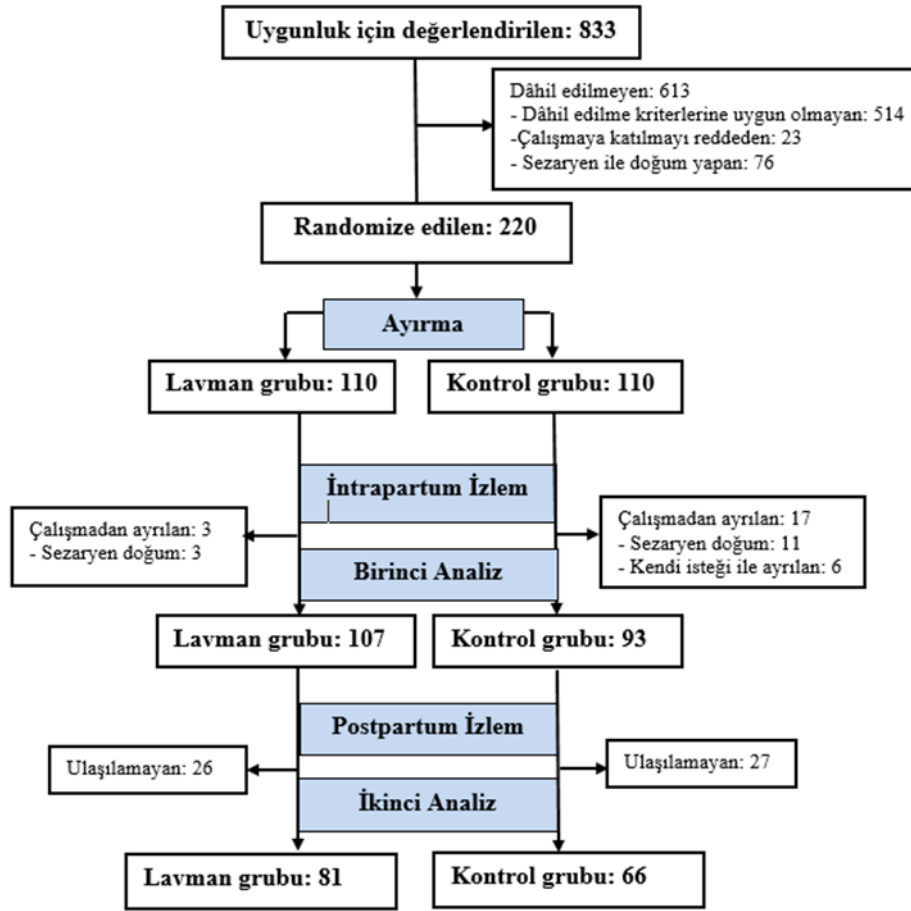 Uygunluk için değerlendirilen: 833
Dâhil edilmeyen: 613
- Dâhil edilme kriterlerine uygun olmayan: 514
-Çalışmaya katılmayı reddeden: 23
- Sezaryen ile doğum yapan: 76
Randomize edilen: 220
Ayırma
Lavman grubu: 110
Kontrol grubu: 110
İntrapartum İzlem
Çalışmadan ayrılan: 3
- Sezaryen doğum: 3
Çalışmadan ayrılan: 17
- Sezaryen doğum: 11
- Kendi isteği ile ayrılan: 6
Birinci Analiz
Lavman grubu: 107
Kontrol grubu: 93
Postpartum İzlem
Ulaşılamayan: 26
Ulaşılamayan: 27
İkinci Analiz
Lavman grubu: 81
Kontrol grubu: 66